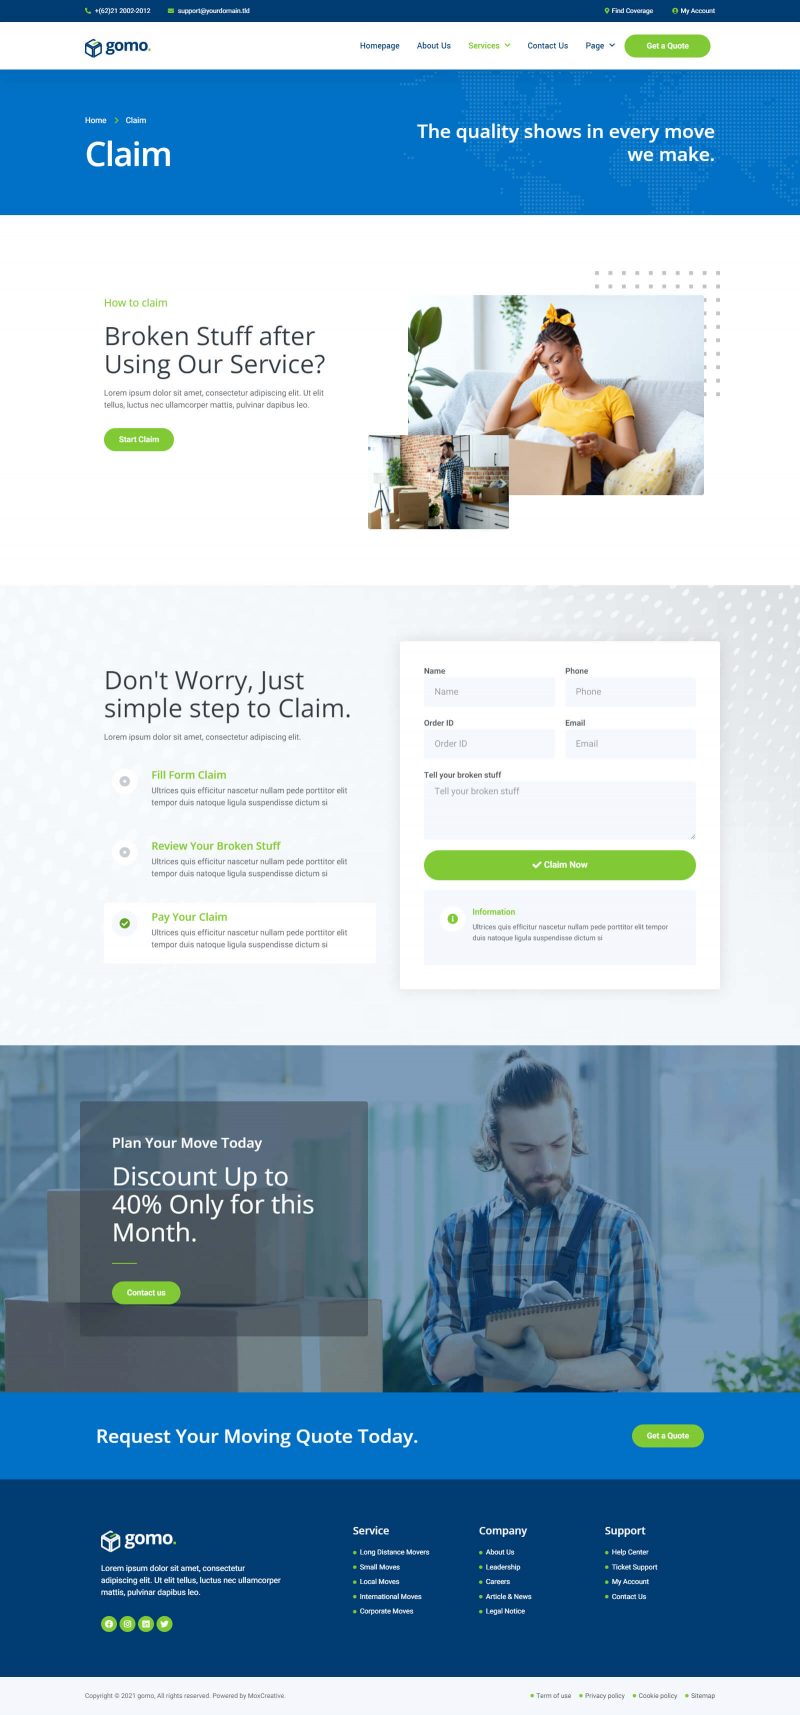 +(62)21 2002-2012
support@yourdomain.tld
Find Coverage
My Account
gomo.
Homepage
About Us
Services
Contact Us
Page
Get a Quote
Home
Claim
Claim
The quality shows in every move
we make.
How to claim
Broken Stuff after
Using Our Service?
Lorem ipsum dolor sit amet, consectetur adipiscing elit. Ut elit
tellus, luctus nec ullamcorper mattis, pulvinar dapibus leo.
Start Claim
Don't Worry, Just
simple step to Claim.
Lorem ipsum dolor sit amet, consectetur adipiscing elit.
Fill Form Claim
Ultrices quis efficitur nascetur nullam pede porttitor elit
tempor duis natoque ligula suspendisse dictum si
Review Your Broken Stuff
Ultrices quis efficitur nascetur nullam pede porttitor elit
tempor duis natoque ligula suspendisse dictum si
Pay Your Claim
Ultrices quis efficitur nascetur nullam pede porttitor elit
tempor duis natoque ligula suspendisse dictum si
Name
Phone
Name
Phone
Order ID
Email
Order ID
Email
Tell your broken stuff
Tell your broken stuff
Claim Now
Information
Ultrices quis efficitur nascetur nullam pede porttitor elit tempor
duis natoque ligula suspendisse dictum si
Plan Your Move Today
Discount Up to
40% Only for this
Month.
Contact us
Request Your Moving Quote Today.
Get a Quote
gomo.
Lorem ipsum dolor sit amet, consectetur
adipiscing elit. Ut elit tellus, luctus nec ullamcorper
mattis, pulvinar dapibus leo.
Service
Long Distance Movers
Small Moves
Local Moves
International Moves
Corporate Moves
Company
About Us
Leadership
Careers
Article & News
Legal Notice
Support
Help Center
Ticket Support
My Account
Contact Us
Copyright © 2021 gomo, All rights reserved. Powered by MoxCreative.
Term of use
Privacy policy
Cookie policy
Sitemap